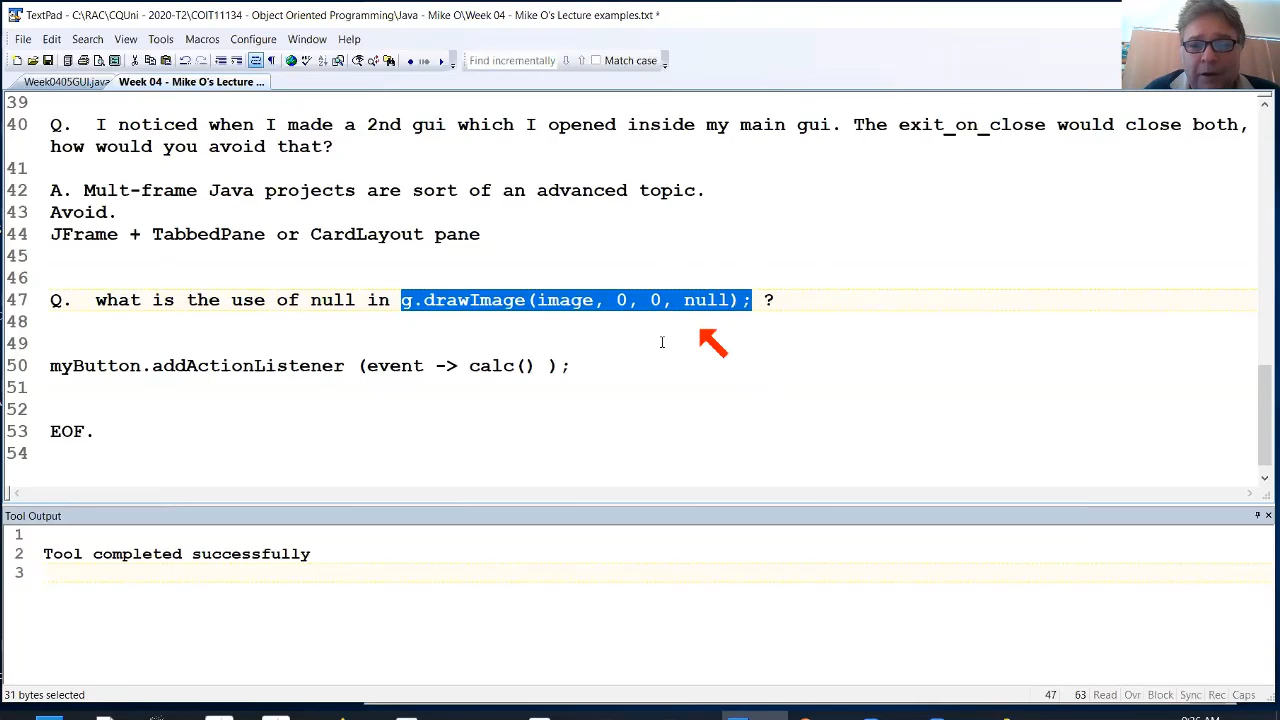 TextPad - C:\RAC\CQUni - 2020-T2\COIT11134 - Object Oriented Programming\Java - Mike O\Week 04 - Mike O's Lecture examples.txt *
File Edit Search View Tools Macros Configure Window Help
Find incrementally Match case
Week0405GUI.java Week 04 - Mike O's Lecture ...
39
40 Q. I noticed when I made a 2nd gui which I opened inside my main gui. The exit_on_close would close both,
how would you avoid that?
41
42 A. Mult-frame Java projects are sort of an advanced topic.
43 Avoid.
44 JFrame + TabbedPane or CardLayout pane
45
46
47 Q. what is the use of null in g.drawImage(image, 0, 0, null); ?
48
49
50 myButton.addActionListener (event -> calc() );
51
52
53 EOF.
54
Tool Output
1
2 Tool completed successfully
3
31 bytes selected 47 63 Read Ovr Block Sync Rec Caps